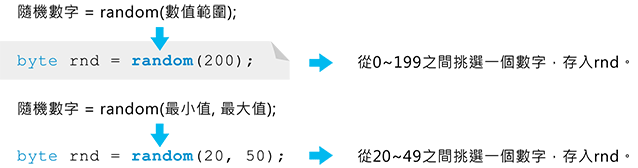 隨機數字 = random(數值範圍);
byte rnd = random(200);
從0~199之間挑選一個數字，存入rnd。
隨機數字 = random(最小值, 最大值);
byte rnd = random(20, 50);
從20~49之間挑選一個數字，存入rnd。